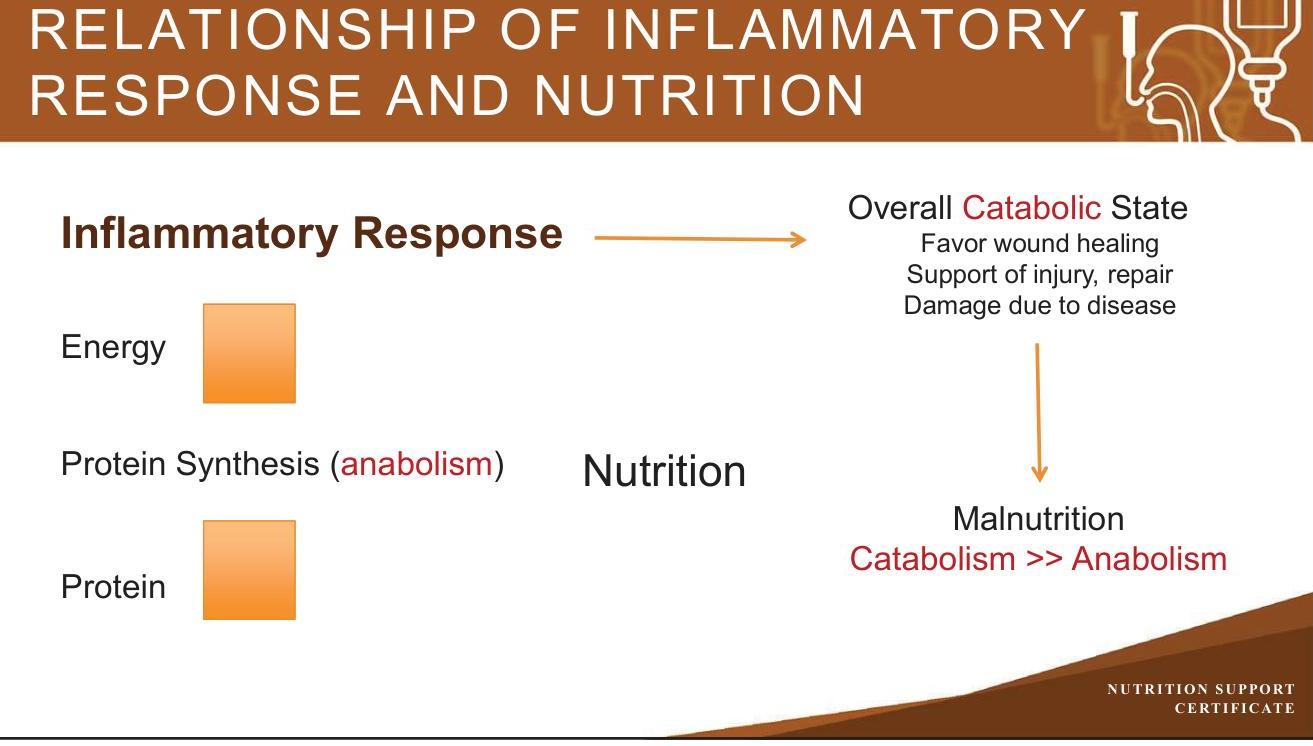 RELATIONSHIP OF INFLAMMATORY
RESPONSE AND NUTRITION
Inflammatory Response
Overall Catabolic State
Favor wound healing
Support of injury, repair
Damage due to disease
Energy
Protein Synthesis (anabolism)
Nutrition
Malnutrition
Catabolism >> Anabolism
Protein
NUTRITION SUPPORT
CERTIFICATE